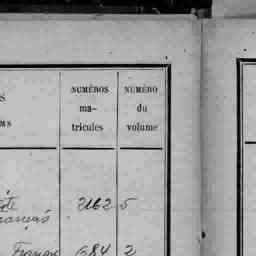 S NUMÉROS NUMÉRO
ma- du
MS tricules volume
2162 5
684 2